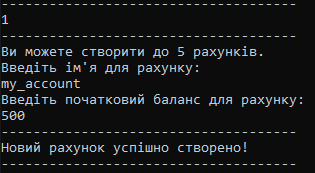 -------------------------------------
1
-------------------------------------
Ви можете створити до 5 рахунків.
Введіть ім'я для рахунку:
my_account
Введіть початковий баланс для рахунку:
500
-------------------------------------
Новий рахунок успішно створено!
-------------------------------------